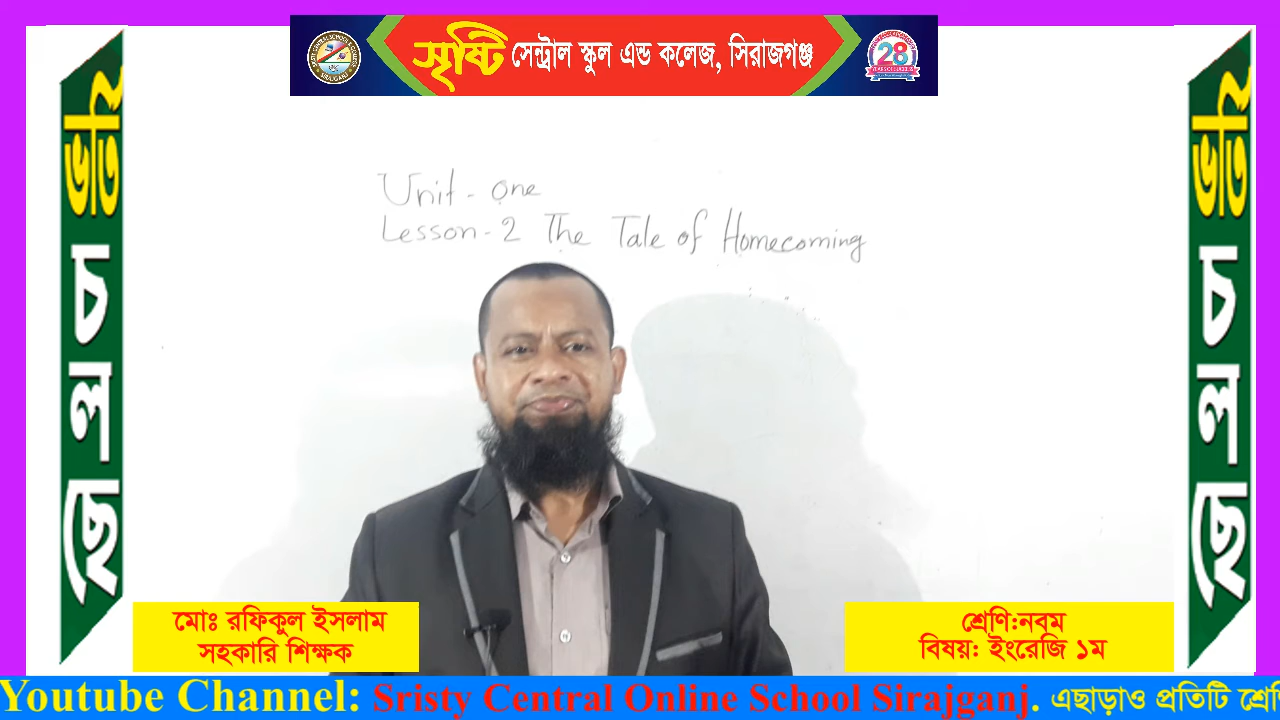 সৃষ্টি সেন্ট্রাল স্কুল এন্ড কলেজ, সিরাজগঞ্জ
28
Unit - One
Lesson - 2 The Tale of Homecoming
ভর্তি চলছে
ভর্তি চলছে
মোঃ রফিকুল ইসলাম
সহকারি শিক্ষক
শ্রেণি:নবম
বিষয়: ইংরেজি ১ম
Youtube Channel: Sristy Central Online School Sirajganj. এছাড়াও প্রতিটি